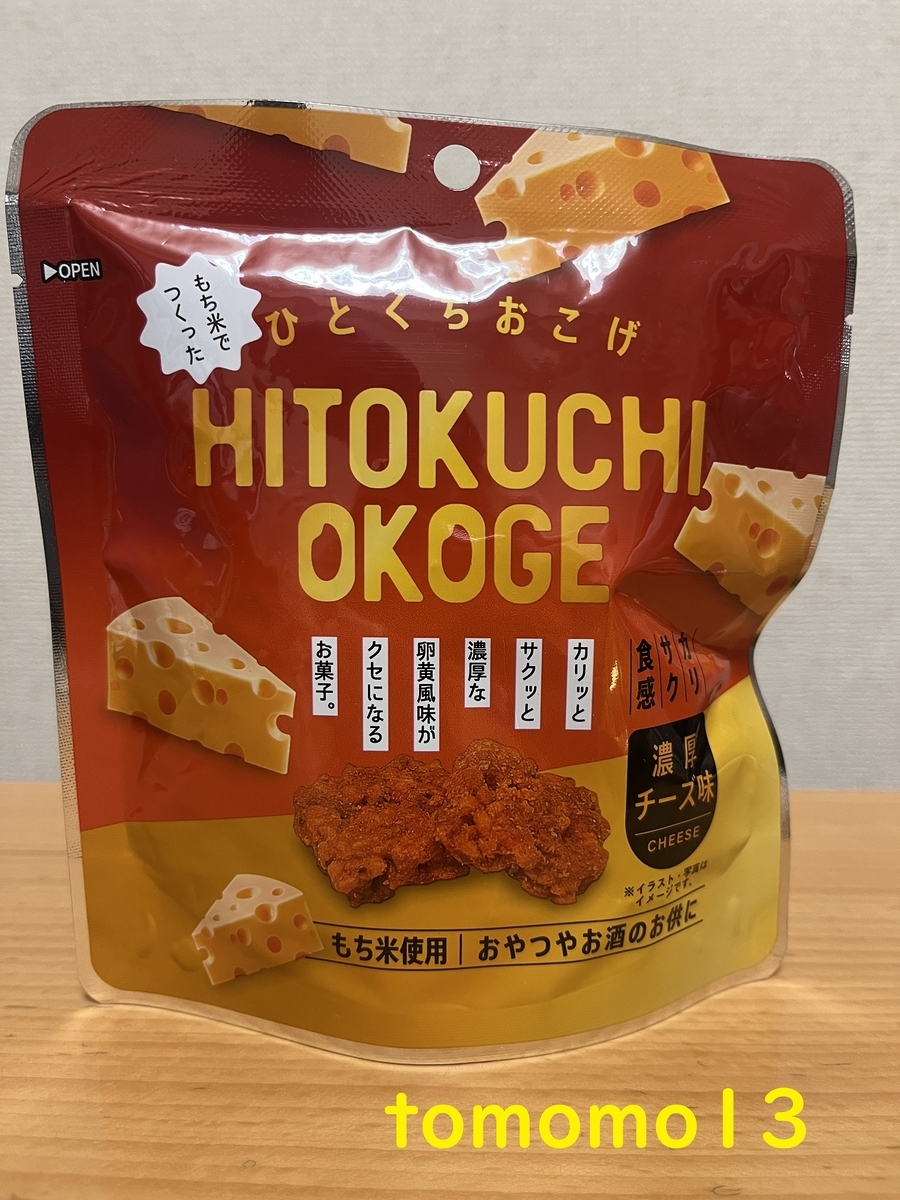 ▶OPEN
もち米で
つくった
ひとくちおこげ
HITOKUCHI
OKOGE
カリッと
サクッと
濃厚な
卵黄風味が
クセになる
お菓子。
カリ
サク
食感
濃厚
チーズ味
CHEESE
※イラスト・写真は
イメージです。
もち米使用｜おやつやお酒のお供に
tomomo13